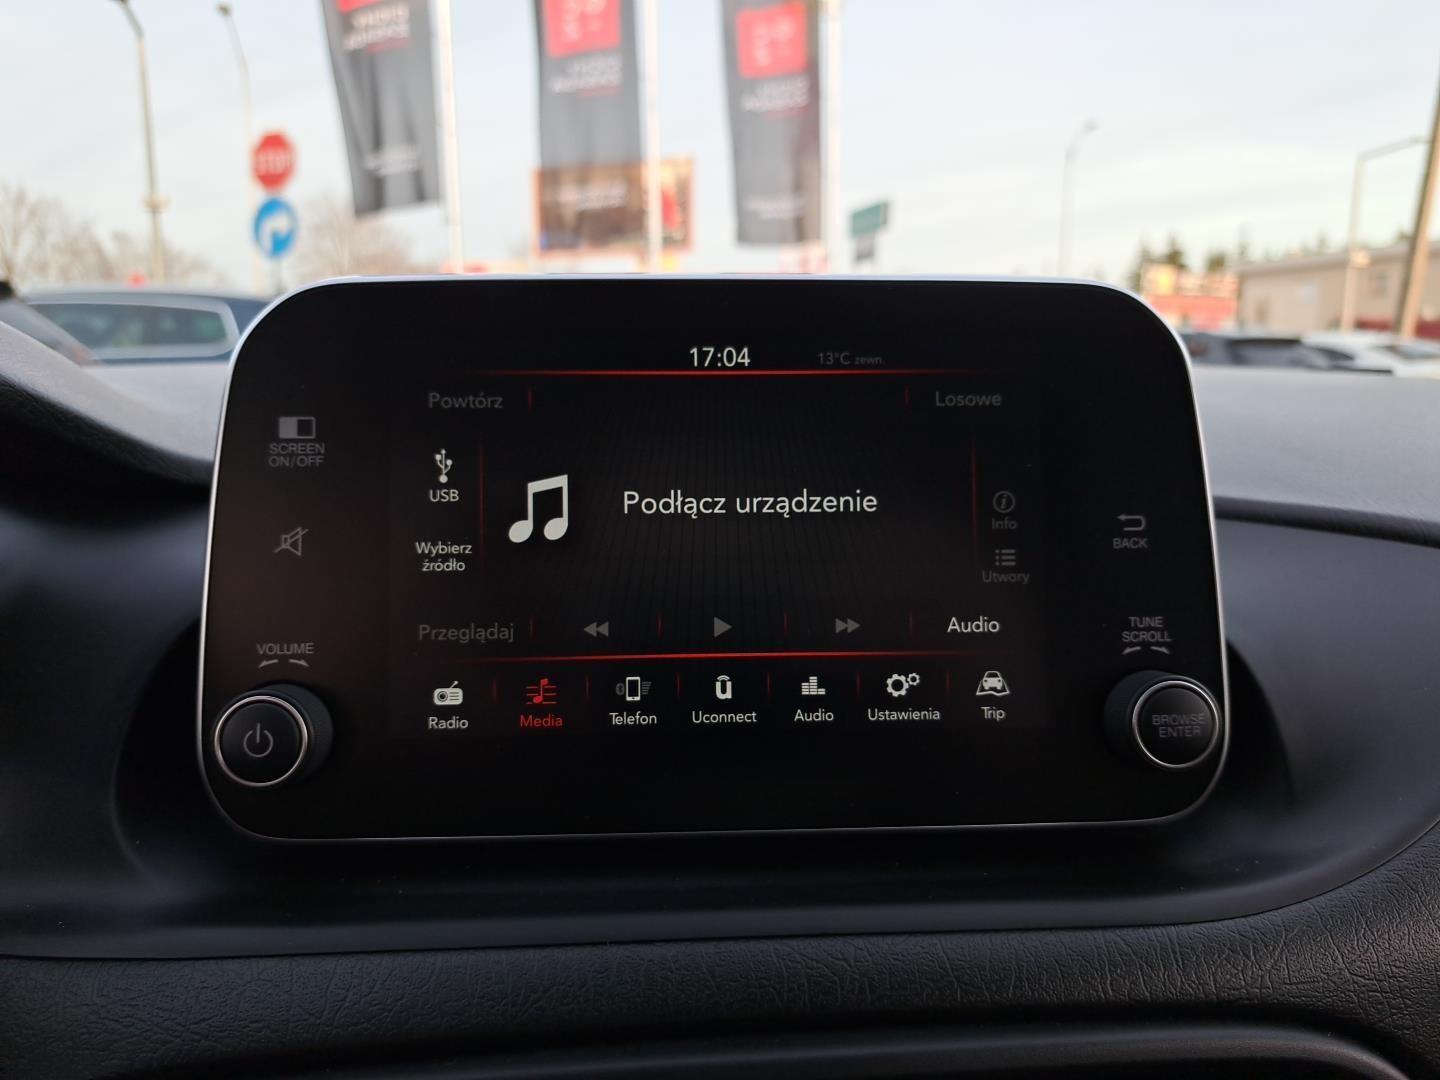 STOP
17:04
13°C zewn.
Powtórz
Losowe
SCREEN
ON/OFF
USB
Podłącz urządzenie
Info
BACK
Wybierz
źródło
Utwory
Przeglądaj
Audio
VOLUME
TUNE
SCROLL
Radio
Media
Telefon
Uconnect
Audio
Ustawienia
Trip
BROWSE
ENTER